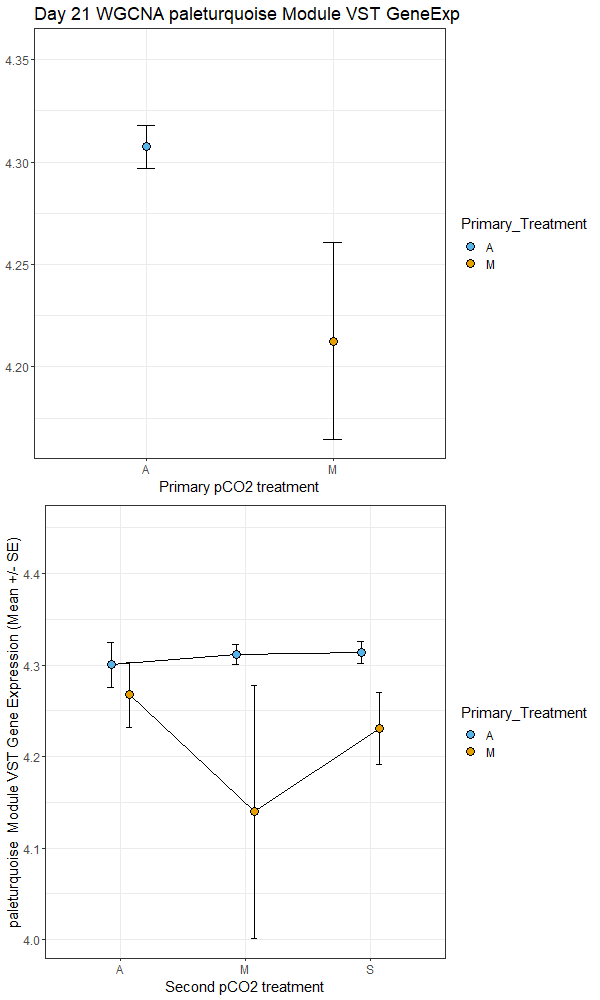 Day 21 WGCNA paleturquoise Module VST GeneExp
4.35
4.30
4.25
4.20
A
M
Primary pCO2 treatment
Primary_Treatment
A
M
paleturquoise  Module VST Gene Expression (Mean +/- SE)
4.4
4.3
4.2
4.1
4.0
A
M
S
Second pCO2 treatment
Primary_Treatment
A
M